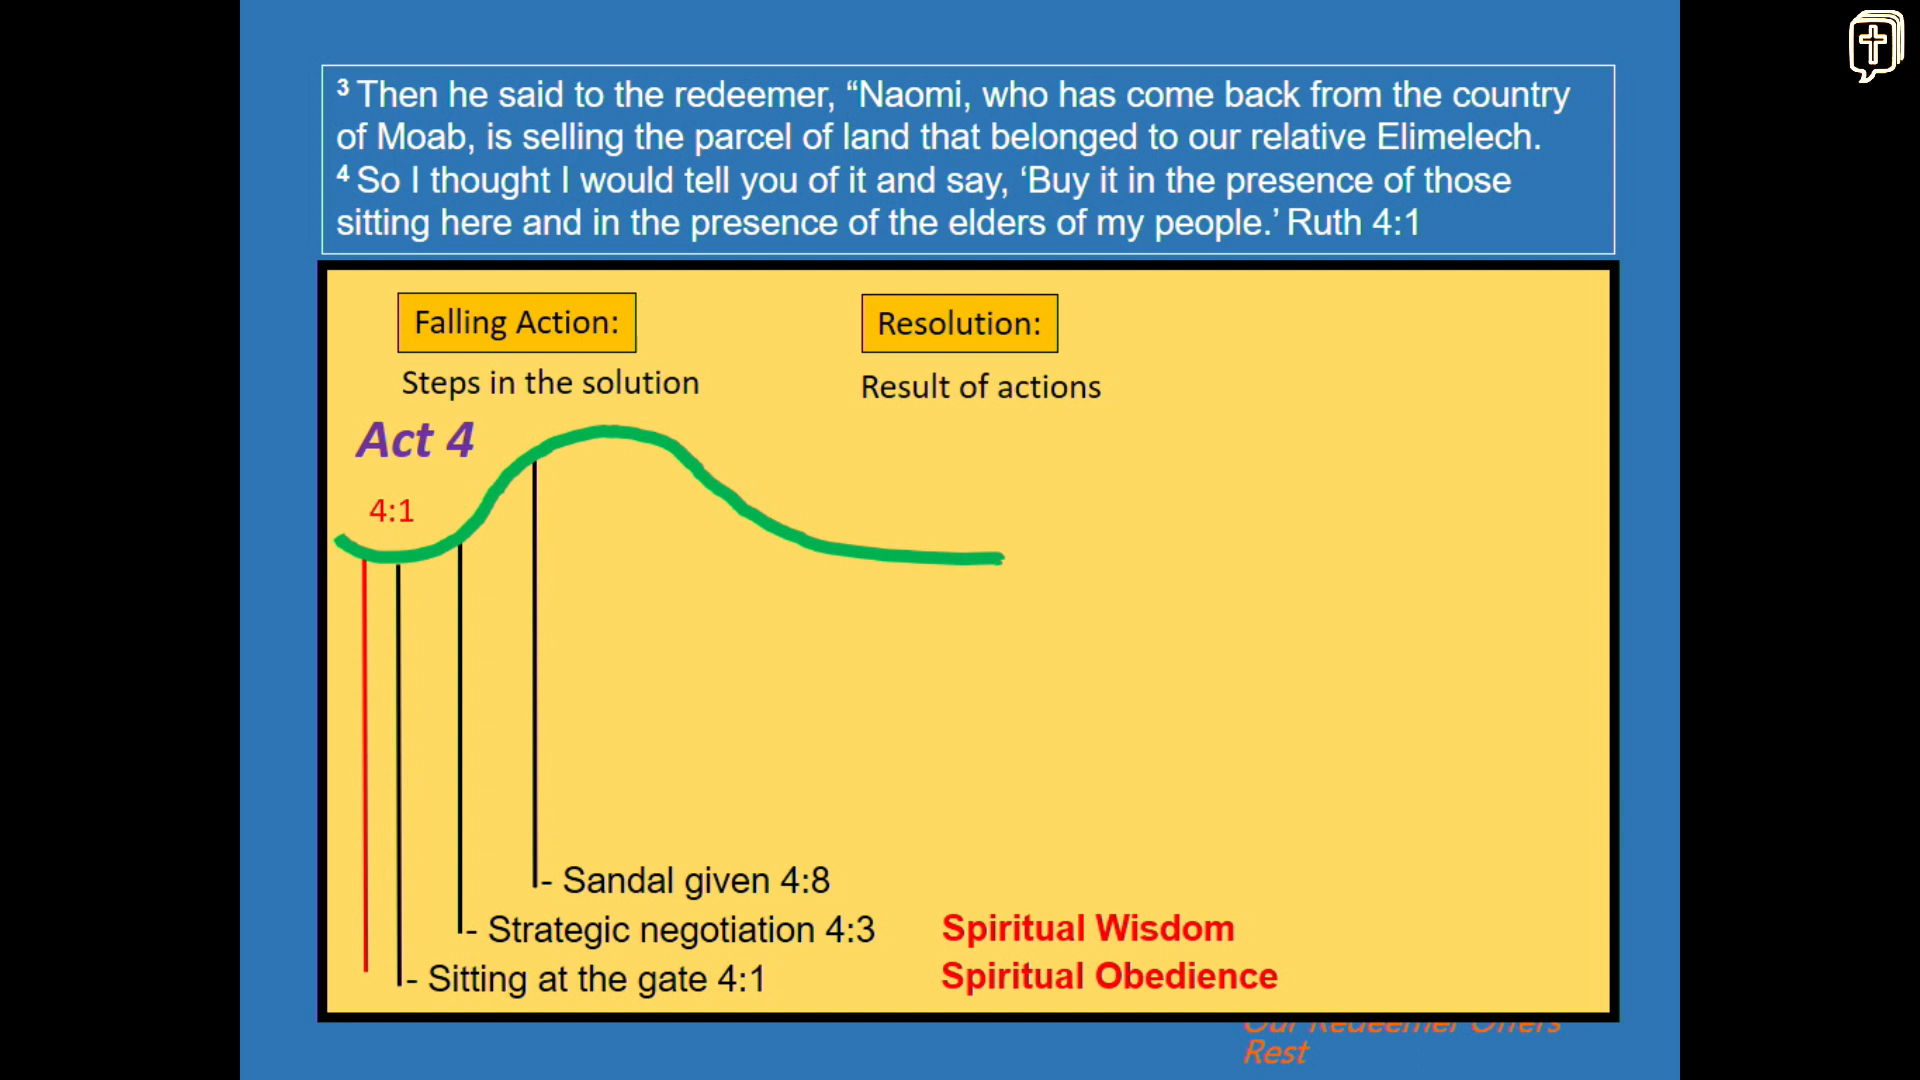 ³ Then he said to the redeemer, “Naomi, who has come back from the country
of Moab, is selling the parcel of land that belonged to our relative Elimelech.
⁴ So I thought I would tell you of it and say, ‘Buy it in the presence of those
sitting here and in the presence of the elders of my people.’ Ruth 4:1
Falling Action:
Resolution:
Steps in the solution
Result of actions
Act 4
4:1
- Sandal given 4:8
- Strategic negotiation 4:3
Spiritual Wisdom
- Sitting at the gate 4:1
Spiritual Obedience
Our Redeemer Offers
Rest